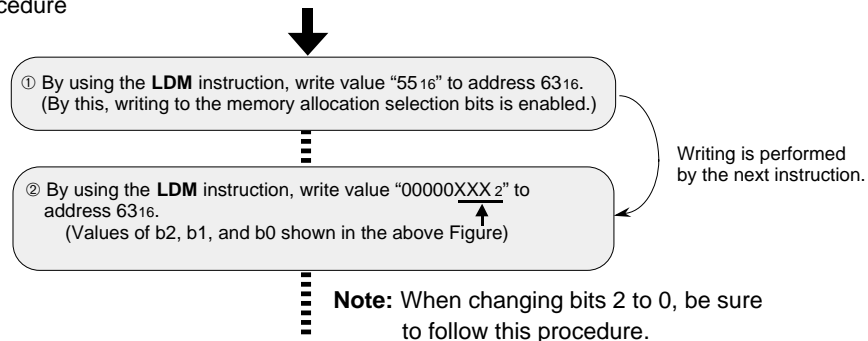 cedure
① By using the LDM instruction, write value “5516” to address 6316.
(By this, writing to the memory allocation selection bits is enabled.)
Writing is performed
by the next instruction.
② By using the LDM instruction, write value “00000XXX2” to
address 6316.
(Values of b2, b1, and b0 shown in the above Figure)
Note: When changing bits 2 to 0, be sure
to follow this procedure.